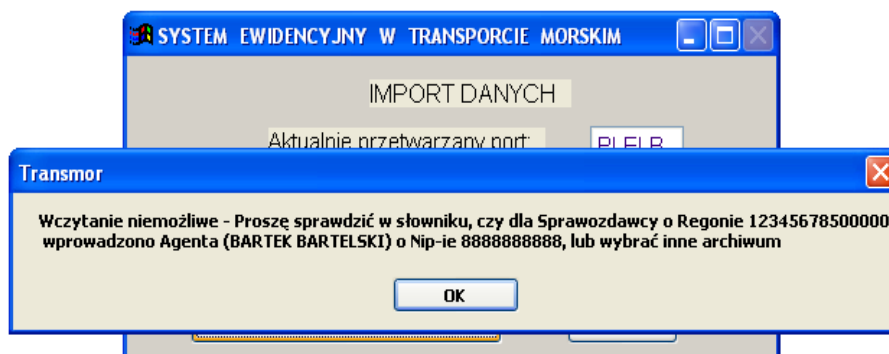 SYSTEM EWIDENCYJNY W TRANSPORCIE MORSKIM
IMPORT DANYCH
Aktualnie przetwarzany port:
PLELB
Transmor
Wczytanie niemożliwe - Proszę sprawdzić w słowniku, czy dla Sprawozdawcy o Regonie 12345678500000
wprowadzono Agenta (BARTEK BARTELSKI) o Nip-ie 8888888888, lub wybrać inne archiwum
OK